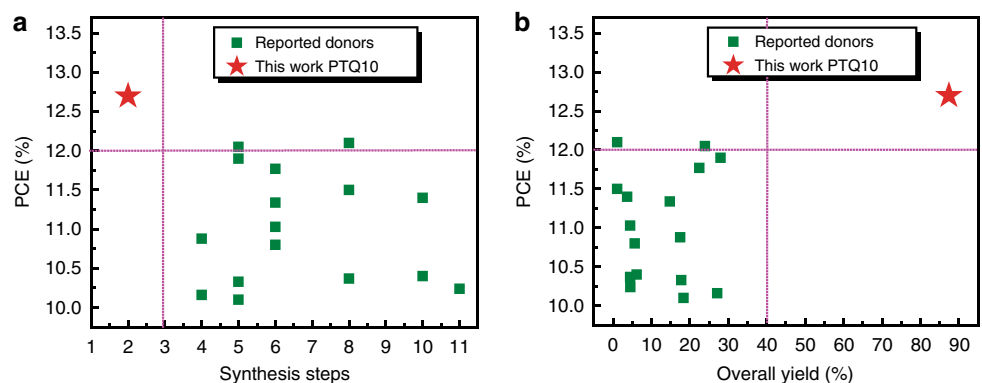 a
13.5
13.0
12.5
12.0
11.5
11.0
10.5
10.0
PCE (%)
Reported donors
This work PTQ10
1 2 3 4 5 6 7 8 9 10 11
Synthesis steps
b
13.5
13.0
12.5
12.0
11.5
11.0
10.5
10.0
PCE (%)
Reported donors
This work PTQ10
0 10 20 30 40 50 60 70 80 90
Overall yield (%)